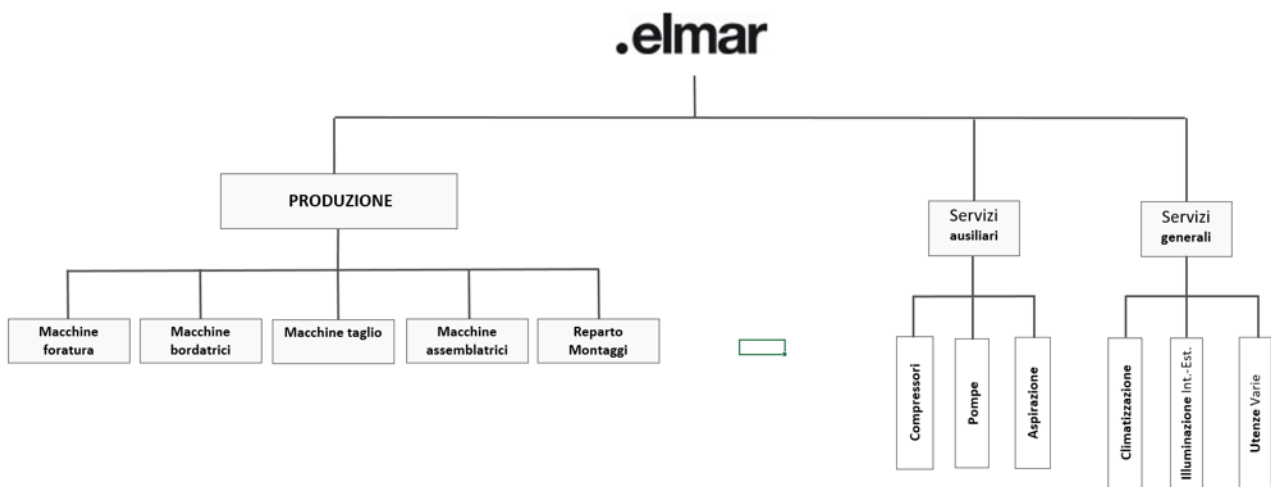 .elmar
PRODUZIONE
Servizi
ausiliari
Servizi
generali
Macchine
foratura
Macchine
bordatrici
Macchine taglio
Macchine
assemblatrici
Reparto
Montaggi
Compressori
Pompe
Aspirazione
Climatizzazione
Illuminazione Int.-Est.
Utenze Varie